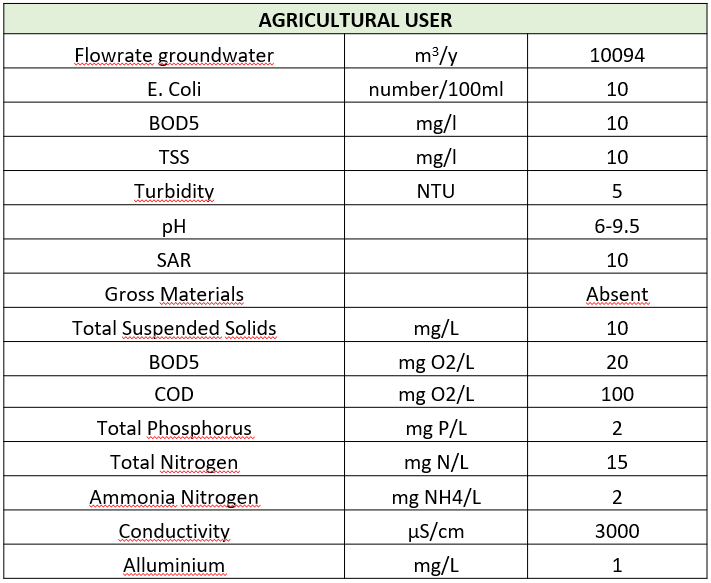 AGRICULTURAL USER
Flowrate groundwater m³/y 10094
E. Coli number/100ml 10
BOD5 mg/l 10
TSS mg/l 10
Turbidity NTU 5
pH 6-9.5
SAR 10
Gross Materials Absent
Total Suspended Solids mg/L 10
BOD5 mg O2/L 20
COD mg O2/L 100
Total Phosphorus mg P/L 2
Total Nitrogen mg N/L 15
Ammonia Nitrogen mg NH4/L 2
Conductivity µS/cm 3000
Alluminium mg/L 1